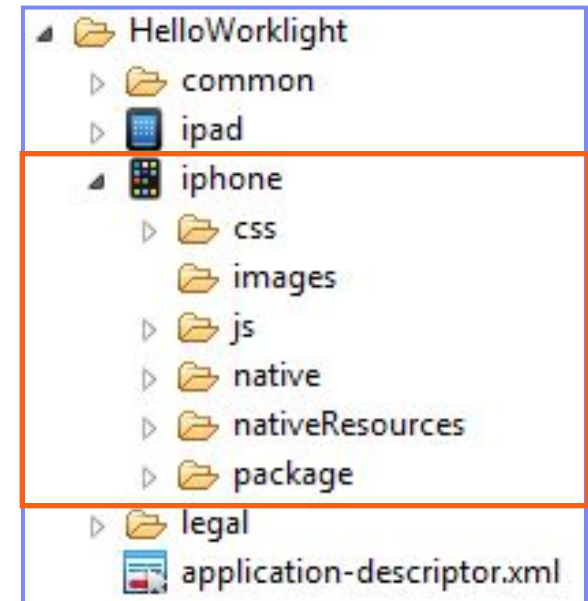 HelloWorklight
common
ipad
iphone
css
images
js
native
nativeResources
package
legal
application-descriptor.xml